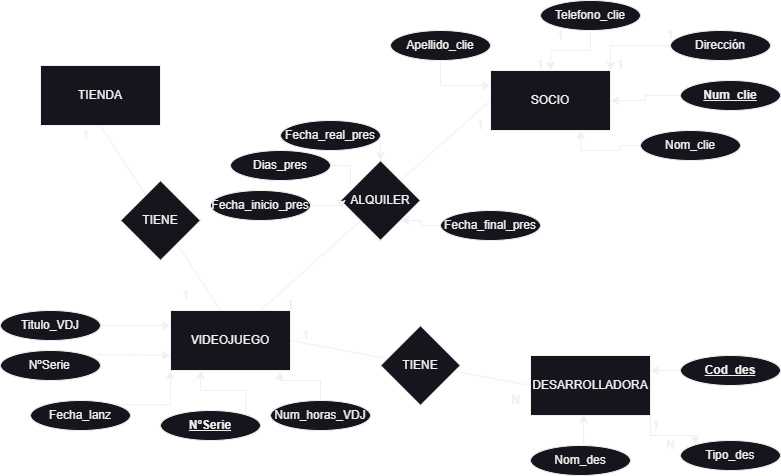 Telefono_clie
Apellido_clie
1
1
Dirección
1
1
TIENDA
SOCIO
Num_clie
1
1
Fecha_real_pres
Nom_clie
Dias_pres
ALQUILER
Fecha_inicio_pres
TIENE
Fecha_final_pres
1
1
Titulo_VDJ
VIDEOJUEGO
1
NºSerie
TIENE
Cod_des
DESARROLLADORA
N
Fecha_lanz
NºSerie
Num_horas_VDJ
1
N
Nom_des
Tipo_des